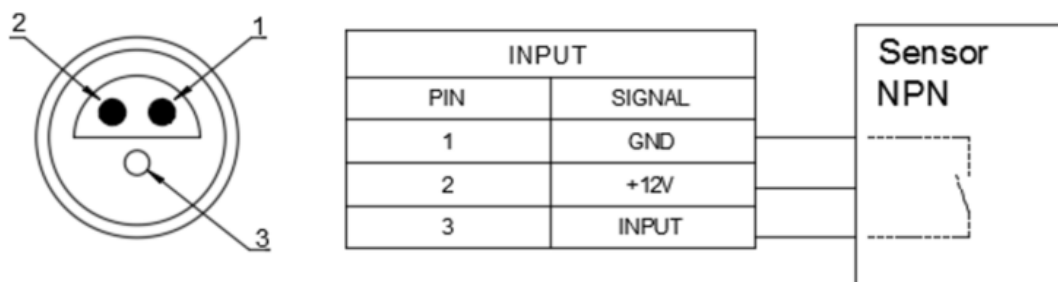 2
1
3
INPUT
PIN SIGNAL
1 GND
2 +12V
3 INPUT
Sensor
NPN